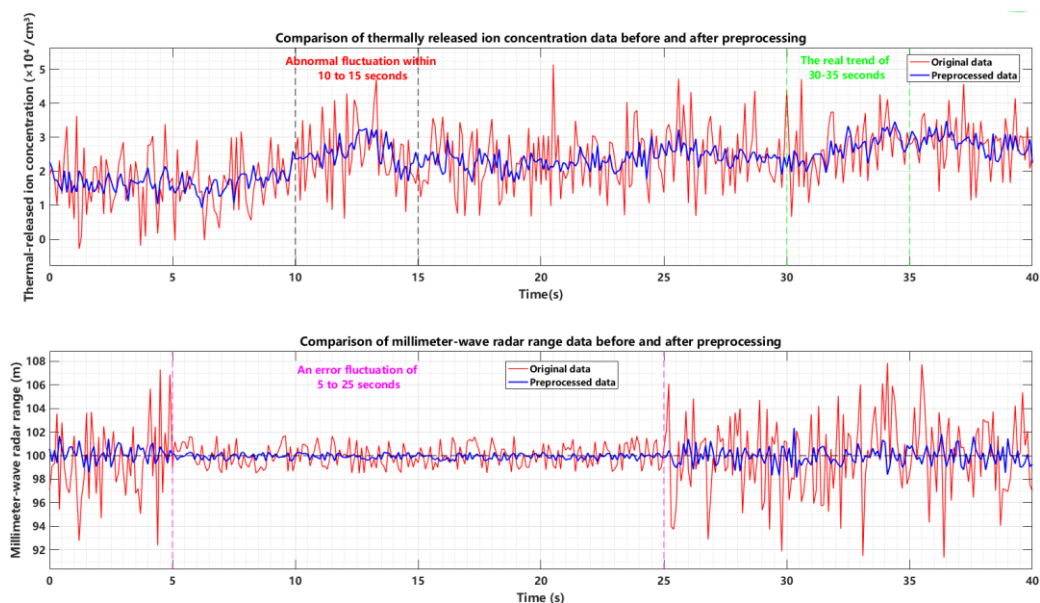 Comparison of thermally released ion concentration data before and after preprocessing
Thermal-released ion concentration (×10⁴ /cm³)
5
4
3
2
1
0
Abnormal fluctuation within
10 to 15 seconds
The real trend of
30-35 seconds
Original data
Preprocessed data
0 5 10 15 20 25 30 35 40
Time(s)
Comparison of millimeter-wave radar range data before and after preprocessing
Millimeter-wave radar range (m)
108
106
104
102
100
98
96
94
92
An error fluctuation of
5 to 25 seconds
Original data
Preprocessed data
0 5 10 15 20 25 30 35 40
Time (s)